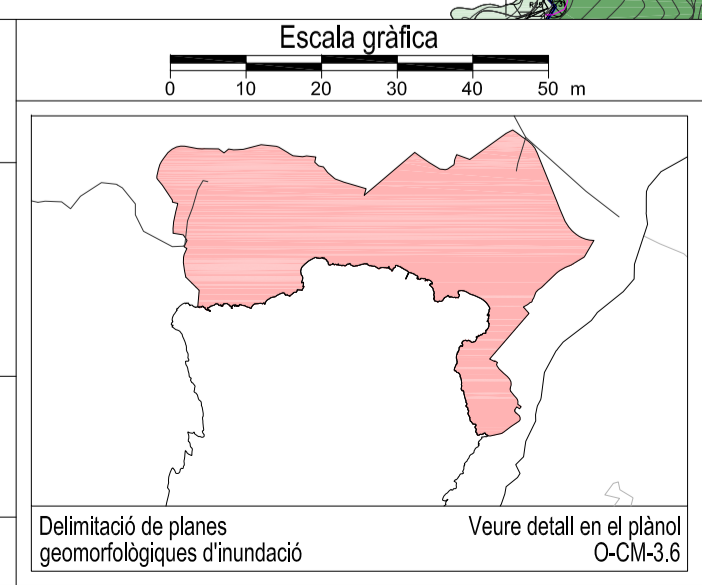 Escala gràfica
0 10 20 30 40 50 m
Delimitació de planes
geomorfològiques d'inundació
Veure detall en el plànol
O-CM-3.6